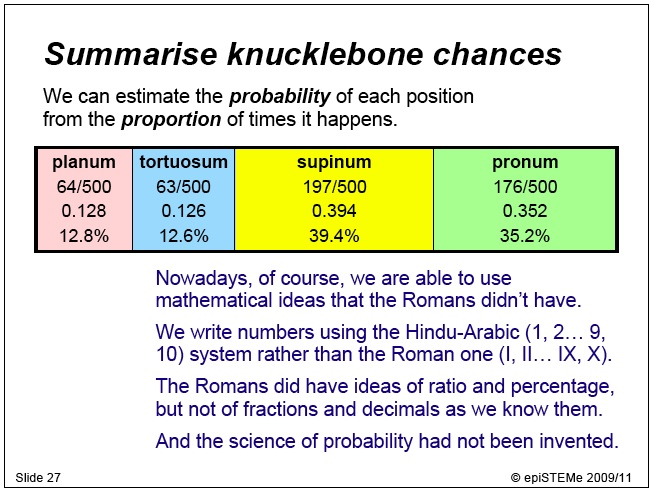 Summarise knucklebone chances
We can estimate the probability of each position
from the proportion of times it happens.
planum tortuosum supinum pronum
64/500 63/500 197/500 176/500
0.128 0.126 0.394 0.352
12.8% 12.6% 39.4% 35.2%
Nowadays, of course, we are able to use
mathematical ideas that the Romans didn't have.
We write numbers using the Hindu-Arabic (1, 2… 9,
10) system rather than the Roman one (I, II… IX, X).
The Romans did have ideas of ratio and percentage,
but not of fractions and decimals as we know them.
And the science of probability had not been invented.
Slide 27 © epiSTEMe 2009/11